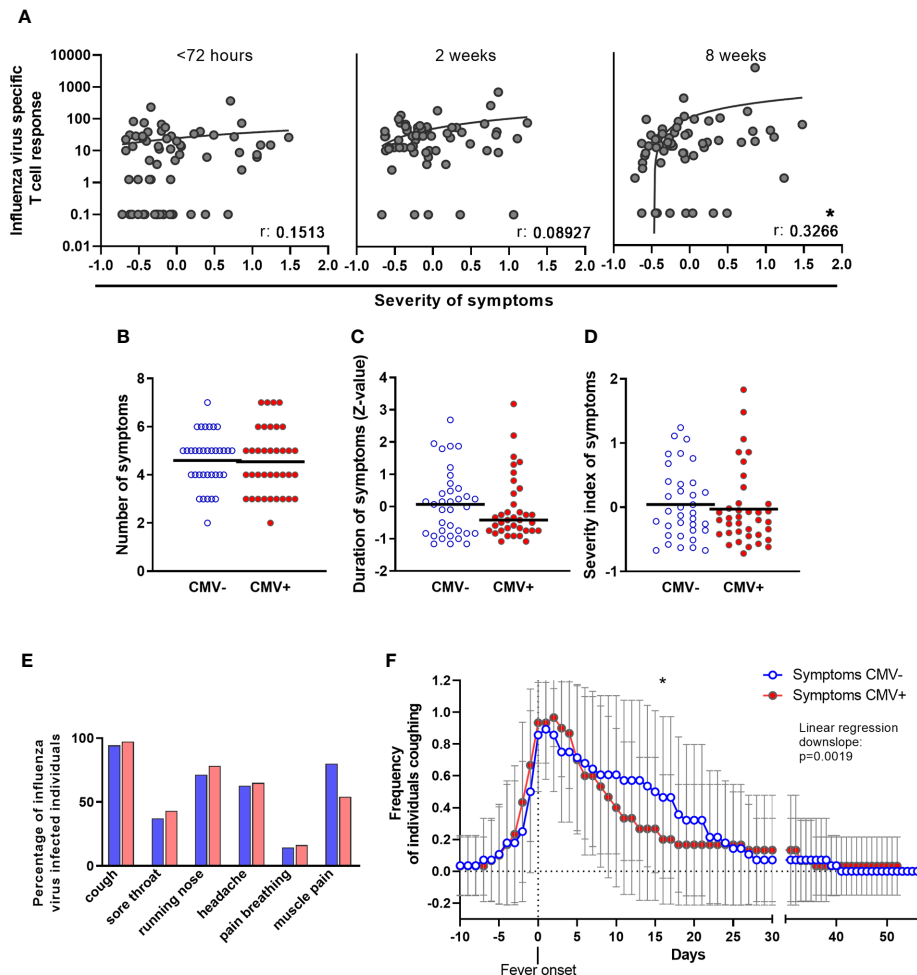 A
<72 hours
2 weeks
8 weeks
Influenza virus specific
T cell response
10000
1000
100
10
1
0.1
0.01
r: 0.1513
r: 0.08927
*
r: 0.3266
-1.0 -0.5 0.0 0.5 1.0 1.5 2.0
-1.0 -0.5 0.0 0.5 1.0 1.5 2.0
-1.0 -0.5 0.0 0.5 1.0 1.5 2.0
Severity of symptoms
B
Number of symptoms
8
6
4
2
0
CMV- CMV+
C
Duration of symptoms (Z-value)
4
3
2
1
0
-1
-2
CMV- CMV+
D
Severity index of symptoms
2
1
0
-1
CMV- CMV+
E
Percentage of influenza
virus infected individuals
100
50
0
cough
sore throat
running nose
headache
pain breathing
muscle pain
F
Frequency
of individuals coughing
1.2
1.0
0.8
0.6
0.4
0.2
0.0
-0.2
*
Symptoms CMV-
Symptoms CMV+
Linear regression
downslope:
p=0.0019
-10 -5 0 5 10 15 20 25 30 40 50
Days
Fever onset